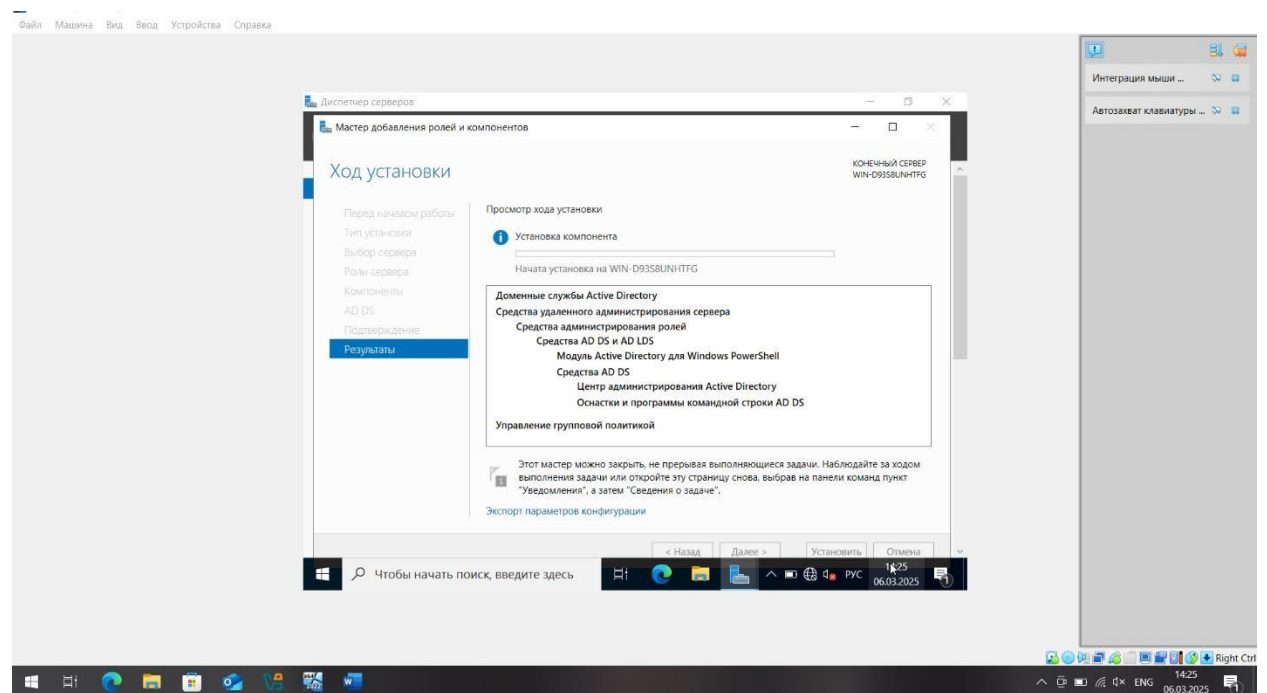 Файл Машина Вид Ввод Устройства Справка
Интеграция мыши ...
Автозахват клавиатуры ...
Диспетчер серверов
Мастер добавления ролей и компонентов
Ход установки
КОНЕЧНЫЙ СЕРВЕР
WIN-D93S8UNHTFG
Перед началом работы
Тип установки
Выбор сервера
Роли сервера
Компоненты
AD DS
Подтверждение
Результаты
Просмотр хода установки
Установка компонента
Начата установка на WIN-D93S8UNHTFG
Доменные службы Active Directory
Средства удаленного администрирования сервера
Средства администрирования ролей
Средства AD DS и AD LDS
Модуль Active Directory для Windows PowerShell
Средства AD DS
Центр администрирования Active Directory
Оснастки и программы командной строки AD DS
Управление групповой политикой
Этот мастер можно закрыть, не прерывая выполняющиеся задачи. Наблюдайте за ходом
выполнения задачи или откройте эту страницу снова, выбрав на панели команд пункт
"Уведомления", а затем "Сведения о задаче".
Экспорт параметров конфигурации
< Назад Далее > Установить Отмена
Чтобы начать поиск, введите здесь
РУС
06.03.2025
1
Right Ctrl
ENG
14:25
06.03.2025
1